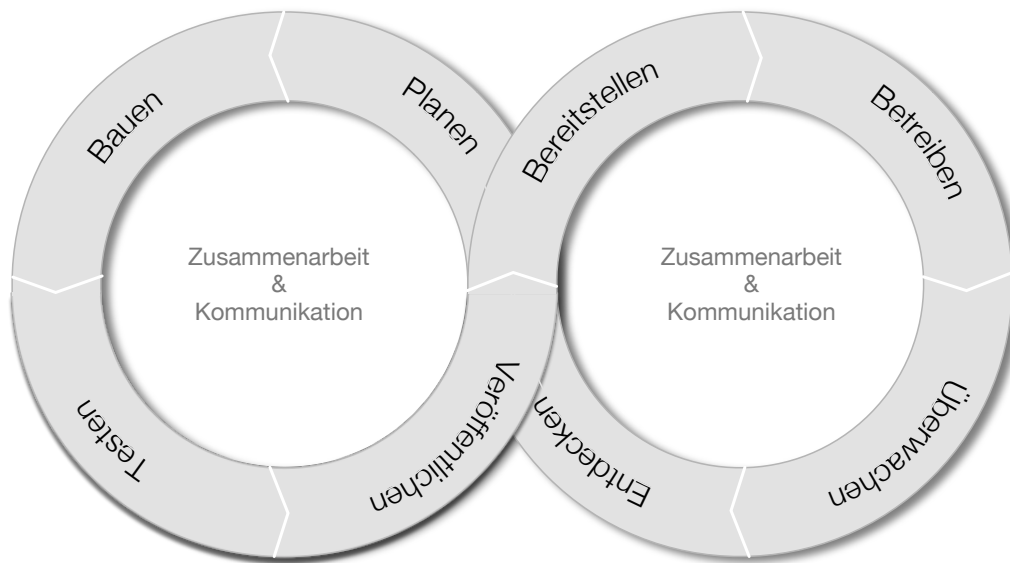 Planen
Bauen
Testen
Veröffentlichen
Bereitstellen
Betreiben
Überwachen
Entdecken
Zusammenarbeit
&
Kommunikation
Zusammenarbeit
&
Kommunikation